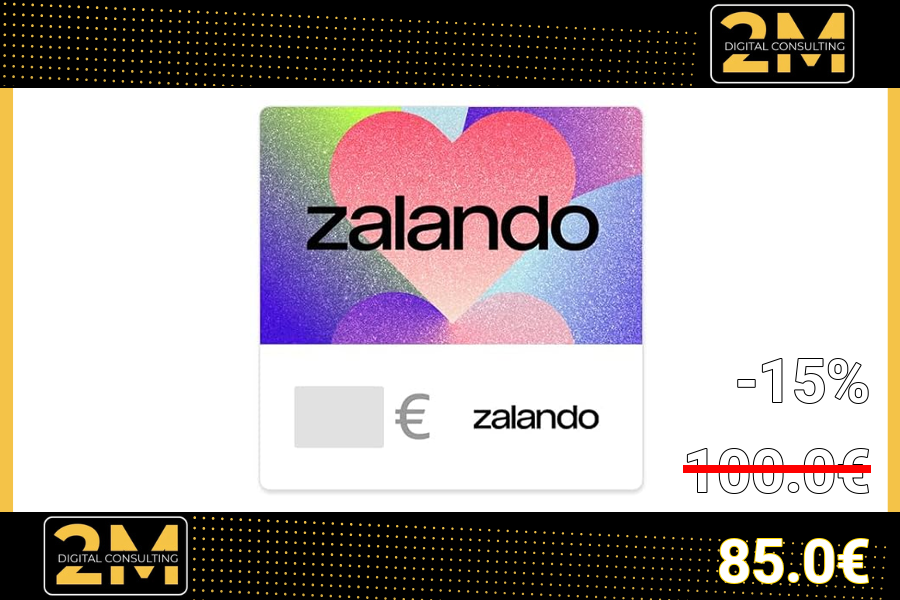 2M
DIGITAL CONSULTING
zalando
€
zalando
-15%
100.0€
2M
DIGITAL CONSULTING
85.0€